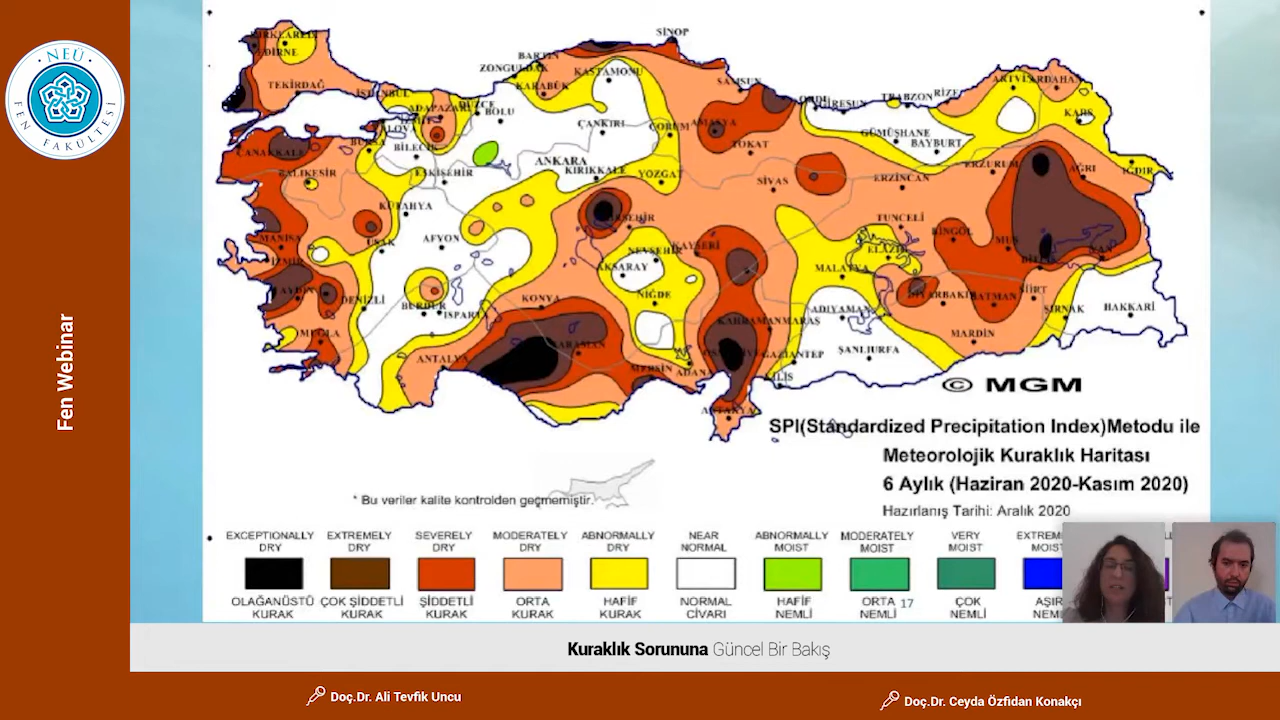 NEÜ
FEN FAKÜLTESİ
Fen Webinar
SİNOP
KIRKLARELİ
EDİRNE
BARTIN
ZONGULDAK
KASTAMONU
KARABÜK
SAMSUN
TEKİRDAĞ
İSTANBUL
ADAPAZARI
DÜZCE
BOLU
ÇANKIRI
ÇORUM
AMASYA
TOKAT
ORDU
GİRESUN
TRABZON
RİZE
ARTVİN
ARDAHAN
KARS
GÜMÜŞHANE
BAYBURT
YALOVA
BURSA
BİLECİK
ÇANAKKALE
BALIKESİR
ESKİŞEHİR
ANKARA
KIRIKKALE
YOZGAT
SİVAS
ERZİNCAN
ERZURUM
AĞRI
IĞDIR
KÜTAHYA
AFYON
UŞAK
MANİSA
İZMİR
KIRŞEHİR
NEVŞEHİR
KAYSERİ
AKSARAY
NİĞDE
TUNCELİ
BİNGÖL
ELAZIĞ
MALATYA
MUŞ
BİTLİS
VAN
AYDIN
DENİZLİ
BURDUR
ISPARTA
KONYA
MUĞLA
ANTALYA
KARAMAN
MERSİN
ADANA
OSMANİYE
KAHRAMANMARAŞ
GAZİANTEP
KİLİS
ANTAKYA
ADIYAMAN
ŞANLIURFA
DİYARBAKIR
BATMAN
SİİRT
ŞIRNAK
HAKKARİ
MARDİN
© MGM
SPI(Standardized Precipitation Index)Metodu ile
Meteorolojik Kuraklık Haritası
6 Aylık (Haziran 2020-Kasım 2020)
Hazırlanış Tarihi: Aralık 2020
* Bu veriler kalite kontrolden geçmemiştir.
EXCEPTIONALLY DRY
EXTREMELY DRY
SEVERELY DRY
MODERATELY DRY
ABNORMALLY DRY
NEAR NORMAL
ABNORMALLY MOIST
MODERATELY MOIST
VERY MOIST
OLAĞANÜSTÜ KURAK
ÇOK ŞİDDETLİ KURAK
ŞİDDETLİ KURAK
ORTA KURAK
HAFİF KURAK
NORMAL CİVARI
HAFİF NEMLİ
ORTA NEMLİ
17
ÇOK NEMLİ
Kuraklık Sorununa Güncel Bir Bakış
Doç.Dr. Ali Tevfik Uncu
Doç.Dr. Ceyda Özfidan Konakçı